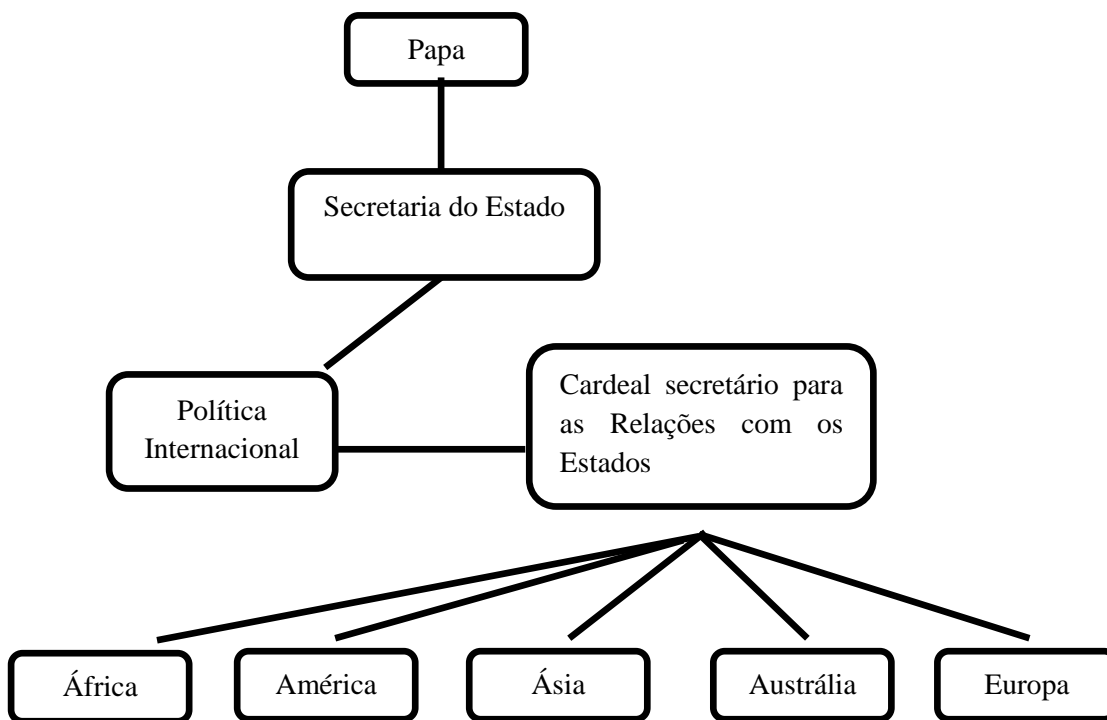 Papa
Secretaria do Estado
Política
Internacional
Cardeal secretário para
as Relações com os
Estados
África
América
Ásia
Austrália
Europa